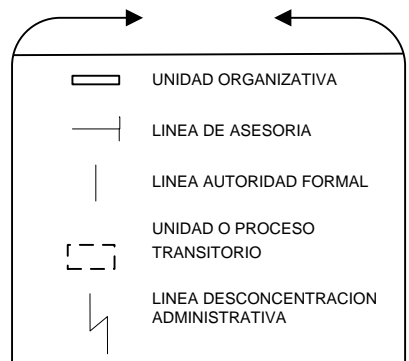 UNIDAD ORGANIZATIVA
LINEA DE ASESORIA
LINEA AUTORIDAD FORMAL
UNIDAD O PROCESO
TRANSITORIO
LINEA DESCONCENTRACION
ADMINISTRATIVA